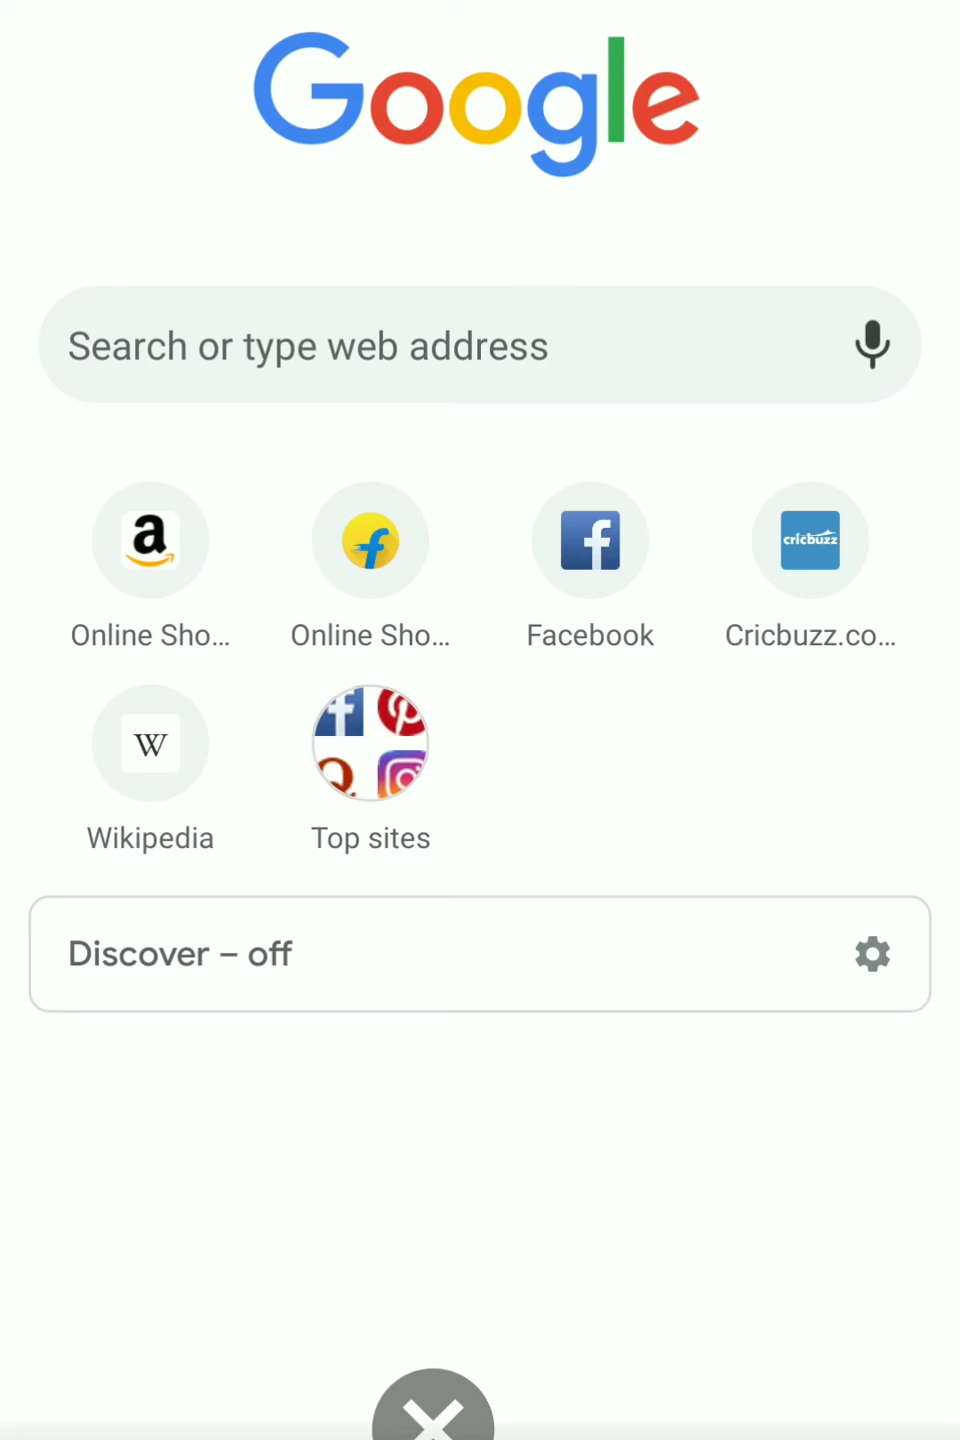 Google
Search or type web address
a
f
f
cricbuzz
Online Sho...
Online Sho...
Facebook
Cricbuzz.co...
W
f
Q
Wikipedia
Top sites
Discover – off